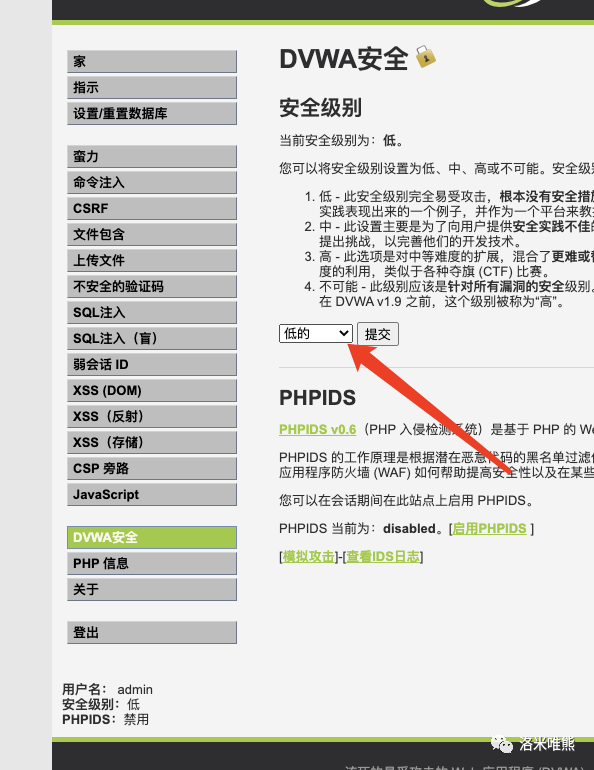 家
指示
设置/重置数据库
蛮力
命令注入
CSRF
文件包含
上传文件
不安全的验证码
SQL注入
SQL注入（盲）
弱会话 ID
XSS (DOM)
XSS（反射）
XSS（存储）
CSP 旁路
JavaScript
DVWA安全
PHP 信息
关于
登出
用户名： admin
安全级别：低
PHPIDS：禁用
DVWA安全
安全级别
当前安全级别为：低。
您可以将安全级别设置为低、中、高或不可能。安全级
1. 低 - 此安全级别完全易受攻击，根本没有安全措
实践表现出来的一个例子，并作为一个平台来教
2. 中 - 此设置主要是为了向用户提供安全实践不佳
提出挑战，以完善他们的开发技术。
3. 高 - 此选项是对中等难度的扩展，混合了更难或
度的利用，类似于各种夺旗 (CTF) 比赛。
4. 不可能 - 此级别应该是针对所有漏洞的安全级别。
在 DVWA v1.9 之前，这个级别被称为“高”。
低的
提交
PHPIDS
PHPIDS v0.6（PHP 入侵检测系统）是基于 PHP 的 We
PHPIDS 的工作原理是根据潜在恶意代码的黑名单过滤
应用程序防火墙 (WAF) 如何帮助提高安全性以及在某些
您可以在会话期间在此站点上启用 PHPIDS。
PHPIDS 当前为：disabled。[启用PHPIDS ]
[模拟攻击]-[查看IDS日志]
洛米唯熊